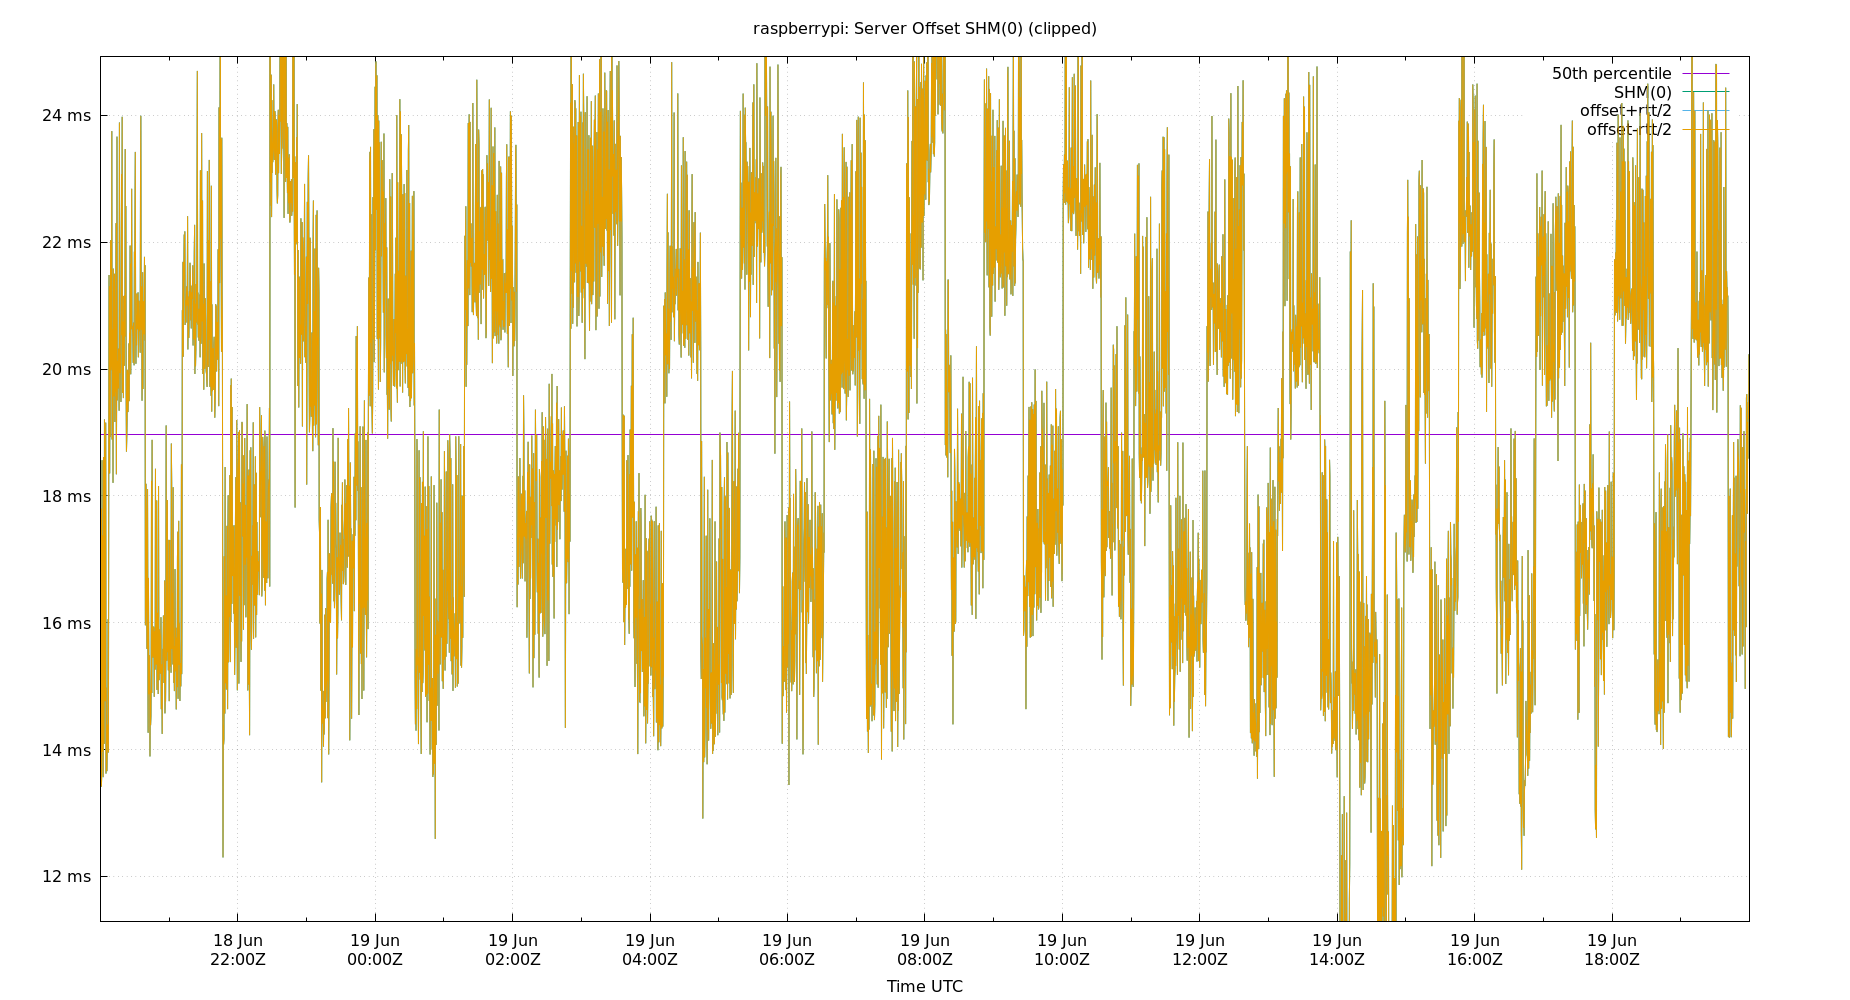 raspberrypi: Server Offset SHM(0) (clipped)
50th percentile
SHM(0)
offset+rtt/2
offset-rtt/2
24 ms
22 ms
20 ms
18 ms
16 ms
14 ms
12 ms
18 Jun 19 Jun 19 Jun 19 Jun 19 Jun 19 Jun 19 Jun 19 Jun 19 Jun 19 Jun 19 Jun
22:00Z 00:00Z 02:00Z 04:00Z 06:00Z 08:00Z 10:00Z 12:00Z 14:00Z 16:00Z 18:00Z
Time UTC